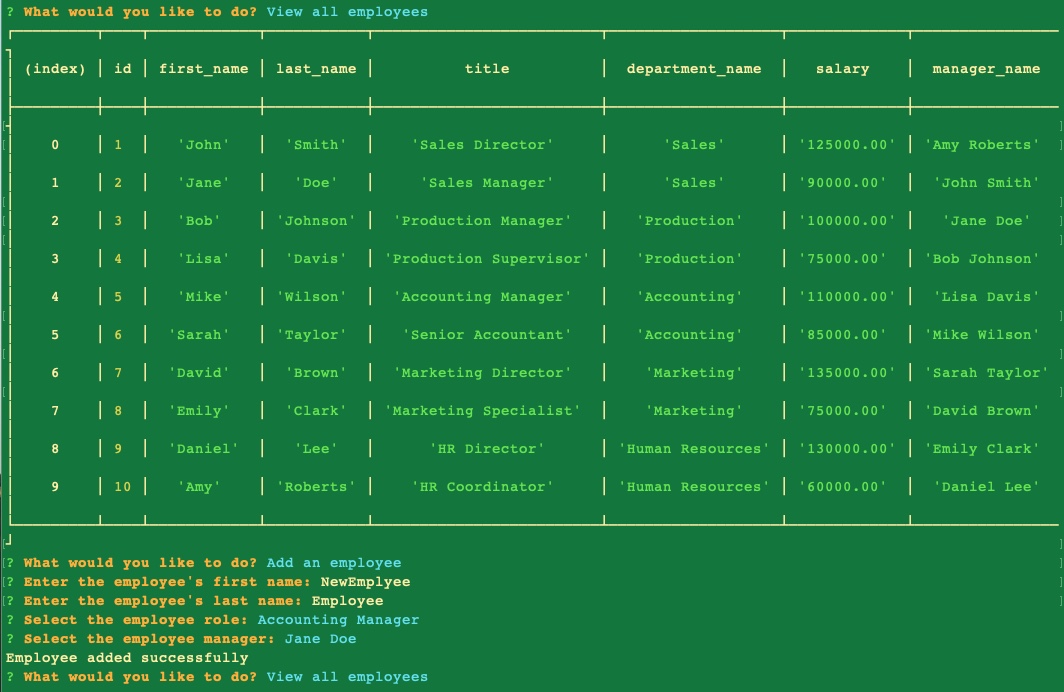 ? What would you like to do? View all employees
(index) id first_name last_name title department_name salary manager_name
0 1 'John' 'Smith' 'Sales Director' 'Sales' '125000.00' 'Amy Roberts'
1 2 'Jane' 'Doe' 'Sales Manager' 'Sales' '90000.00' 'John Smith'
2 3 'Bob' 'Johnson' 'Production Manager' 'Production' '100000.00' 'Jane Doe'
3 4 'Lisa' 'Davis' 'Production Supervisor' 'Production' '75000.00' 'Bob Johnson'
4 5 'Mike' 'Wilson' 'Accounting Manager' 'Accounting' '110000.00' 'Lisa Davis'
5 6 'Sarah' 'Taylor' 'Senior Accountant' 'Accounting' '85000.00' 'Mike Wilson'
6 7 'David' 'Brown' 'Marketing Director' 'Marketing' '135000.00' 'Sarah Taylor'
7 8 'Emily' 'Clark' 'Marketing Specialist' 'Marketing' '75000.00' 'David Brown'
8 9 'Daniel' 'Lee' 'HR Director' 'Human Resources' '130000.00' 'Emily Clark'
9 10 'Amy' 'Roberts' 'HR Coordinator' 'Human Resources' '60000.00' 'Daniel Lee'
? What would you like to do? Add an employee
? Enter the employee's first name: NewEmplyee
? Enter the employee's last name: Employee
? Select the employee role: Accounting Manager
? Select the employee manager: Jane Doe
Employee added successfully
? What would you like to do? View all employees